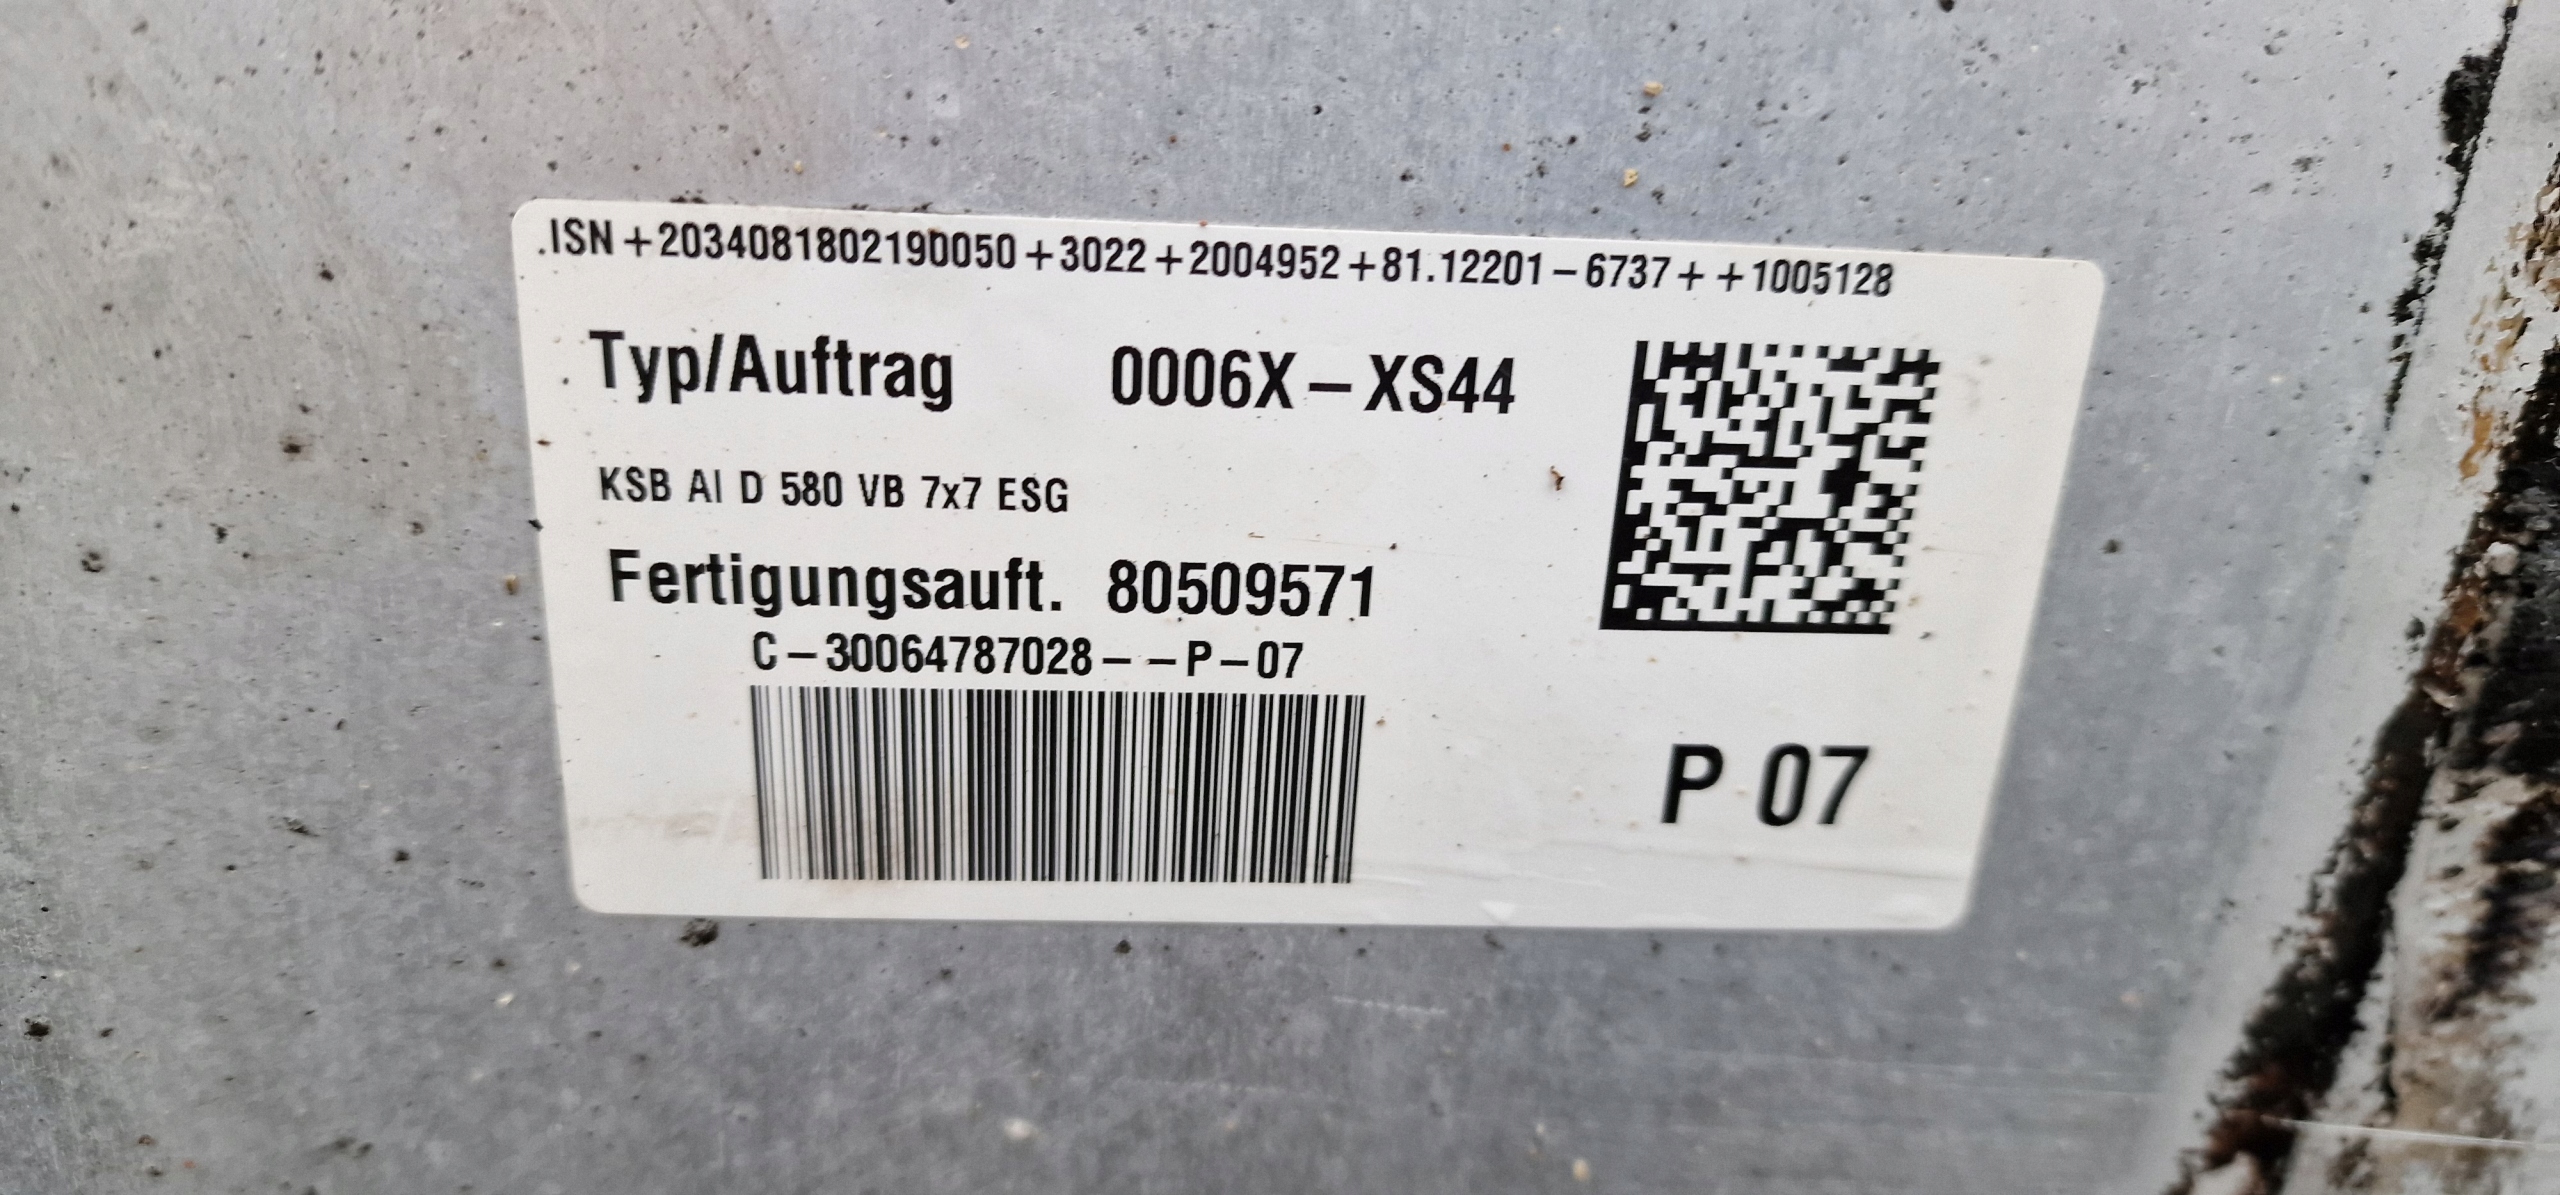 .ISN+2034081802190050+3022+2004952+81.12201-6737++1005128
Typ/Auftrag 0006X-XS44
KSB Al D 580 VB 7x7 ESG
Fertigungsauft. 80509571
C-30064787028--P-07
P 07